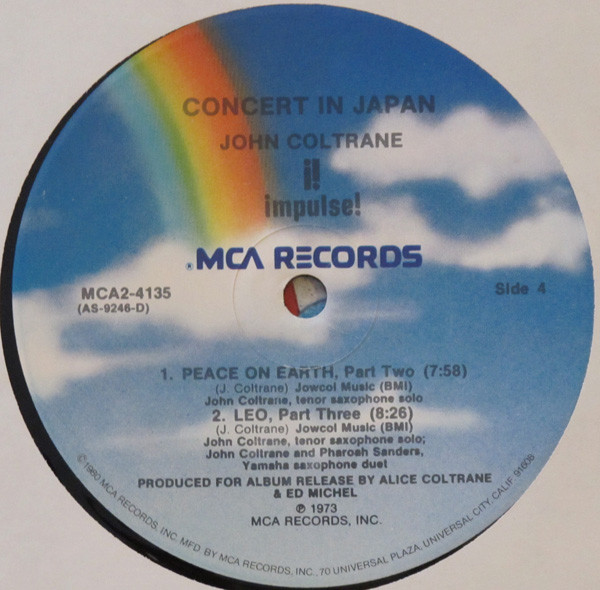 CONCERT IN JAPAN
JOHN COLTRANE
i!
impulse!
® MCA RECORDS
MCA2-4135
(AS-9246-D)
Side 4
1. PEACE ON EARTH, Part Two (7:58)
(J. Coltrane) Jowcol Music (BMI)
John Coltrane, tenor saxophone solo
2. LEO, Part Three (8:26)
(J. Coltrane) Jowcol Music (BMI)
John Coltrane, tenor saxophone solo;
John Coltrane and Pharoah Sanders,
Yamaha saxophone duet
PRODUCED FOR ALBUM RELEASE BY ALICE COLTRANE
& ED MICHEL
℗ 1973
MCA RECORDS, INC.
©1980 MCA RECORDS, INC. MFD. BY MCA RECORDS, INC., 70 UNIVERSAL PLAZA, UNIVERSAL CITY, CALIF. 91608